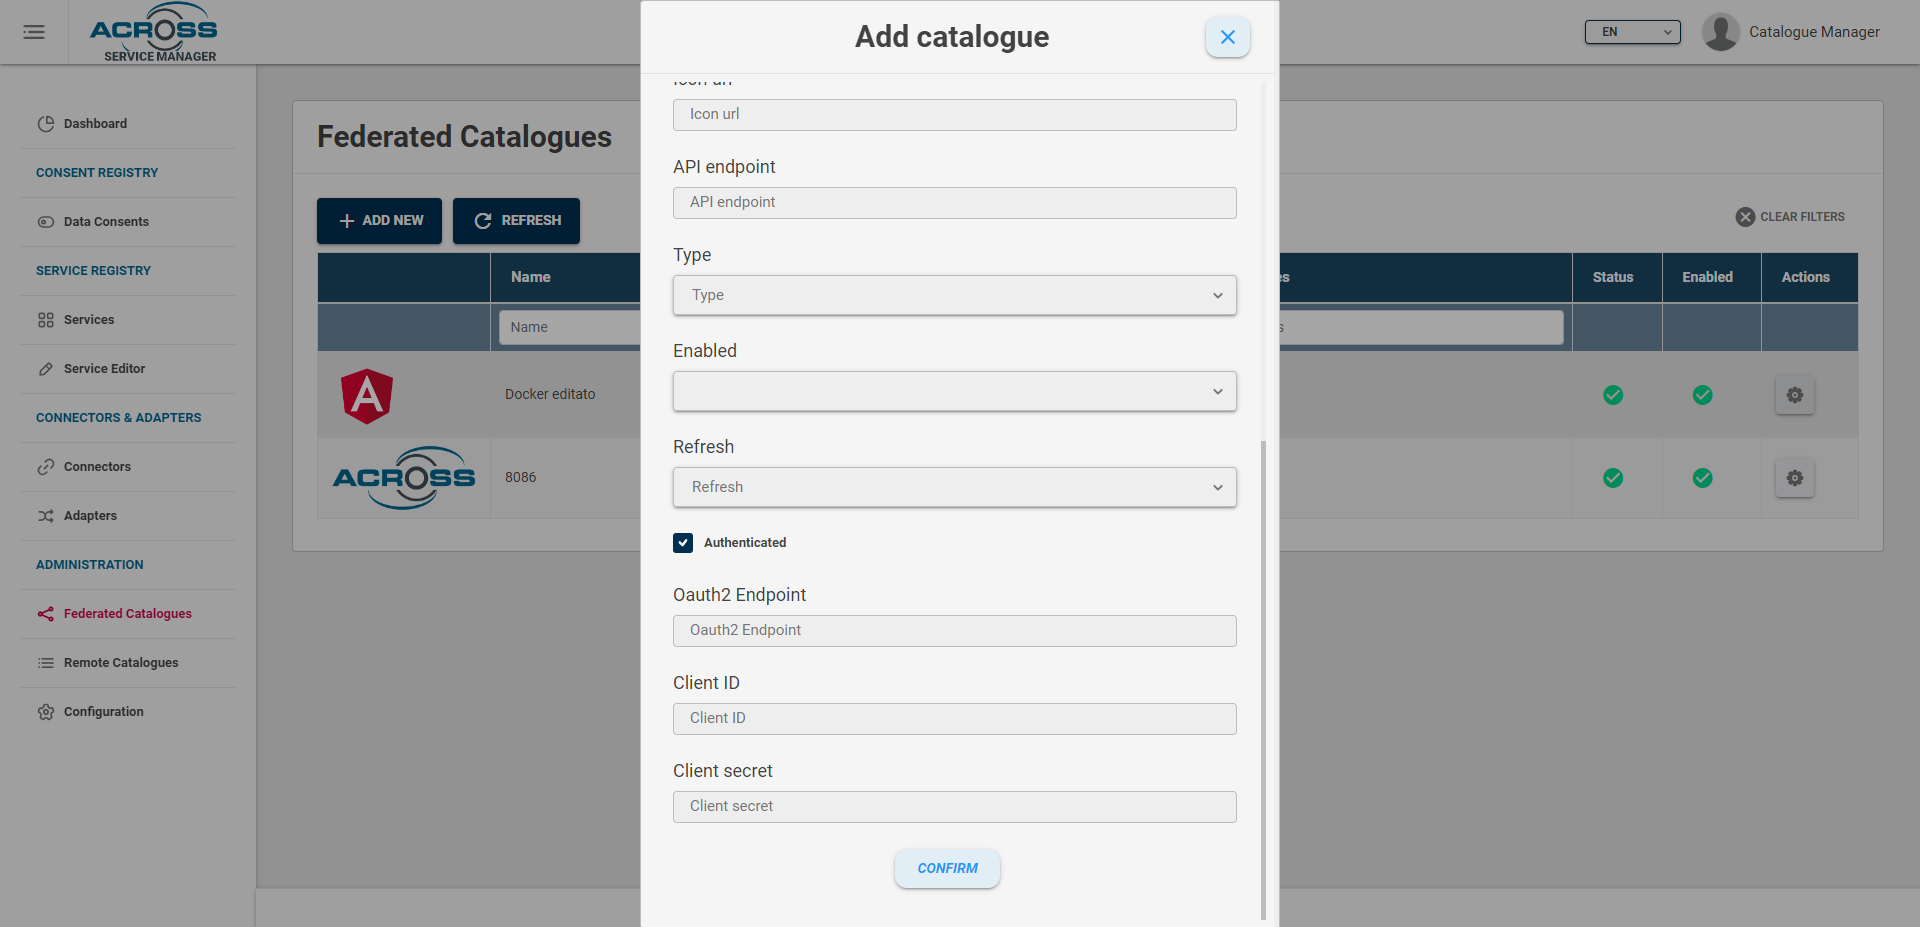 ACROSS
SERVICE MANAGER
EN
Catalogue Manager
Dashboard
CONSENT REGISTRY
Data Consents
SERVICE REGISTRY
Services
Service Editor
CONNECTORS & ADAPTERS
Connectors
Adapters
ADMINISTRATION
Federated Catalogues
Remote Catalogues
Configuration
Federated Catalogues
ADD NEW
REFRESH
CLEAR FILTERS
Name
Status
Enabled
Actions
Name
Docker editato
ACROSS
8086
Add catalogue
Icon url
Icon url
API endpoint
API endpoint
Type
Type
Enabled
Refresh
Refresh
Authenticated
Oauth2 Endpoint
Oauth2 Endpoint
Client ID
Client ID
Client secret
Client secret
CONFIRM